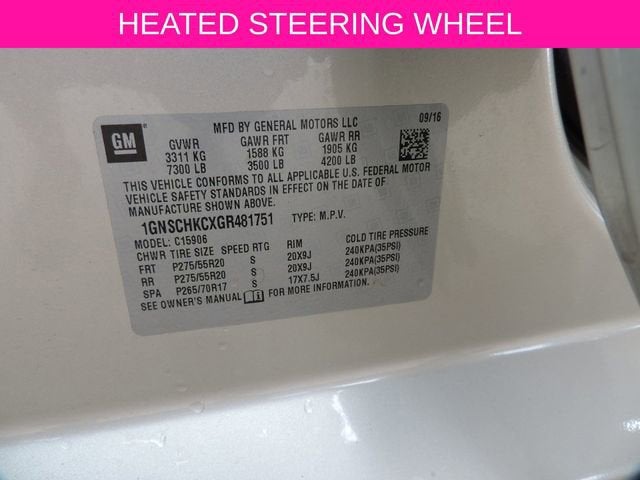 HEATED STEERING WHEEL
GM
MFD BY GENERAL MOTORS LLC 09/16
GVWR GAWR FRT GAWR RR
3311 KG 1588 KG 1905 KG
7300 LB 3500 LB 4200 LB
THIS VEHICLE CONFORMS TO ALL APPLICABLE U.S. FEDERAL MOTOR
VEHICLE SAFETY STANDARDS IN EFFECT ON THE DATE OF
MANUFACTURE SHOWN ABOVE.
1GNSCHKCXGR481751 TYPE: M.P.V.
MODEL: C15906
CHWR TIRE SIZE SPEED RTG RIM COLD TIRE PRESSURE
FRT P275/55R20 S 20X9J 240KPA(35PSI)
RR P275/55R20 S 20X9J 240KPA(35PSI)
SPA P265/70R17 S 17X7.5J 240KPA(35PSI)
SEE OWNER'S MANUAL FOR MORE INFORMATION.